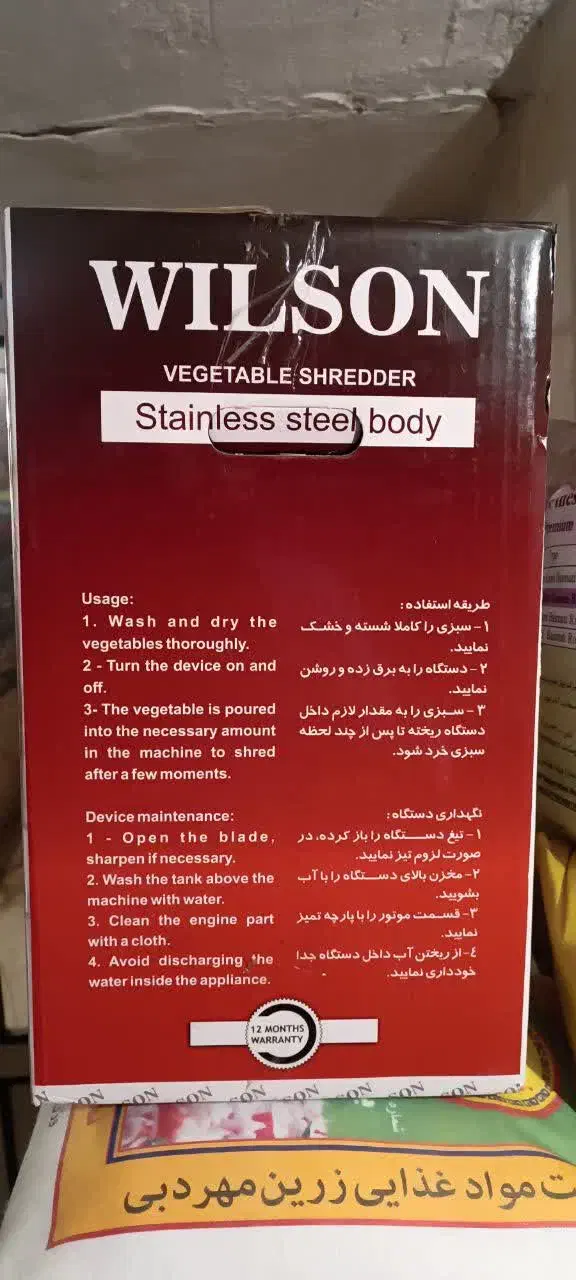 WILSON
VEGETABLE SHREDDER
Stainless steel body
Usage:
1. Wash and dry the
vegetables thoroughly.
2 - Turn the device on and
off.
3- The vegetable is poured
into the necessary amount
in the machine to shred
after a few moments.
طریقه استفاده :
۱- سبزی را کاملا شسته و خشک
نمایید.
۲- دستگاه را به برق زده و روشن
نمایید.
۳- سبزی را به مقدار لازم داخل
دستگاه ریخته تا پس از چند لحظه
سبزی خرد شود.
Device maintenance:
1 - Open the blade,
sharpen if necessary.
2. Wash the tank above the
machine with water.
3. Clean the engine part
with a cloth.
4. Avoid discharging the
water inside the appliance.
نگهداری دستگاه :
۱- تیغ دستگاه را باز کرده، در
صورت لزوم تیز نمایید.
۲- مخزن بالای دستگاه را با آب
بشویید.
۳- قسمت موتور را با پارچه تمیز
نمایید.
٤- از ریختن آب داخل دستگاه جدا
خودداری نمایید.
12 MONTHS
WARRANTY
SON
SON
SON
SON
مواد غذایی زرین مهر دبی